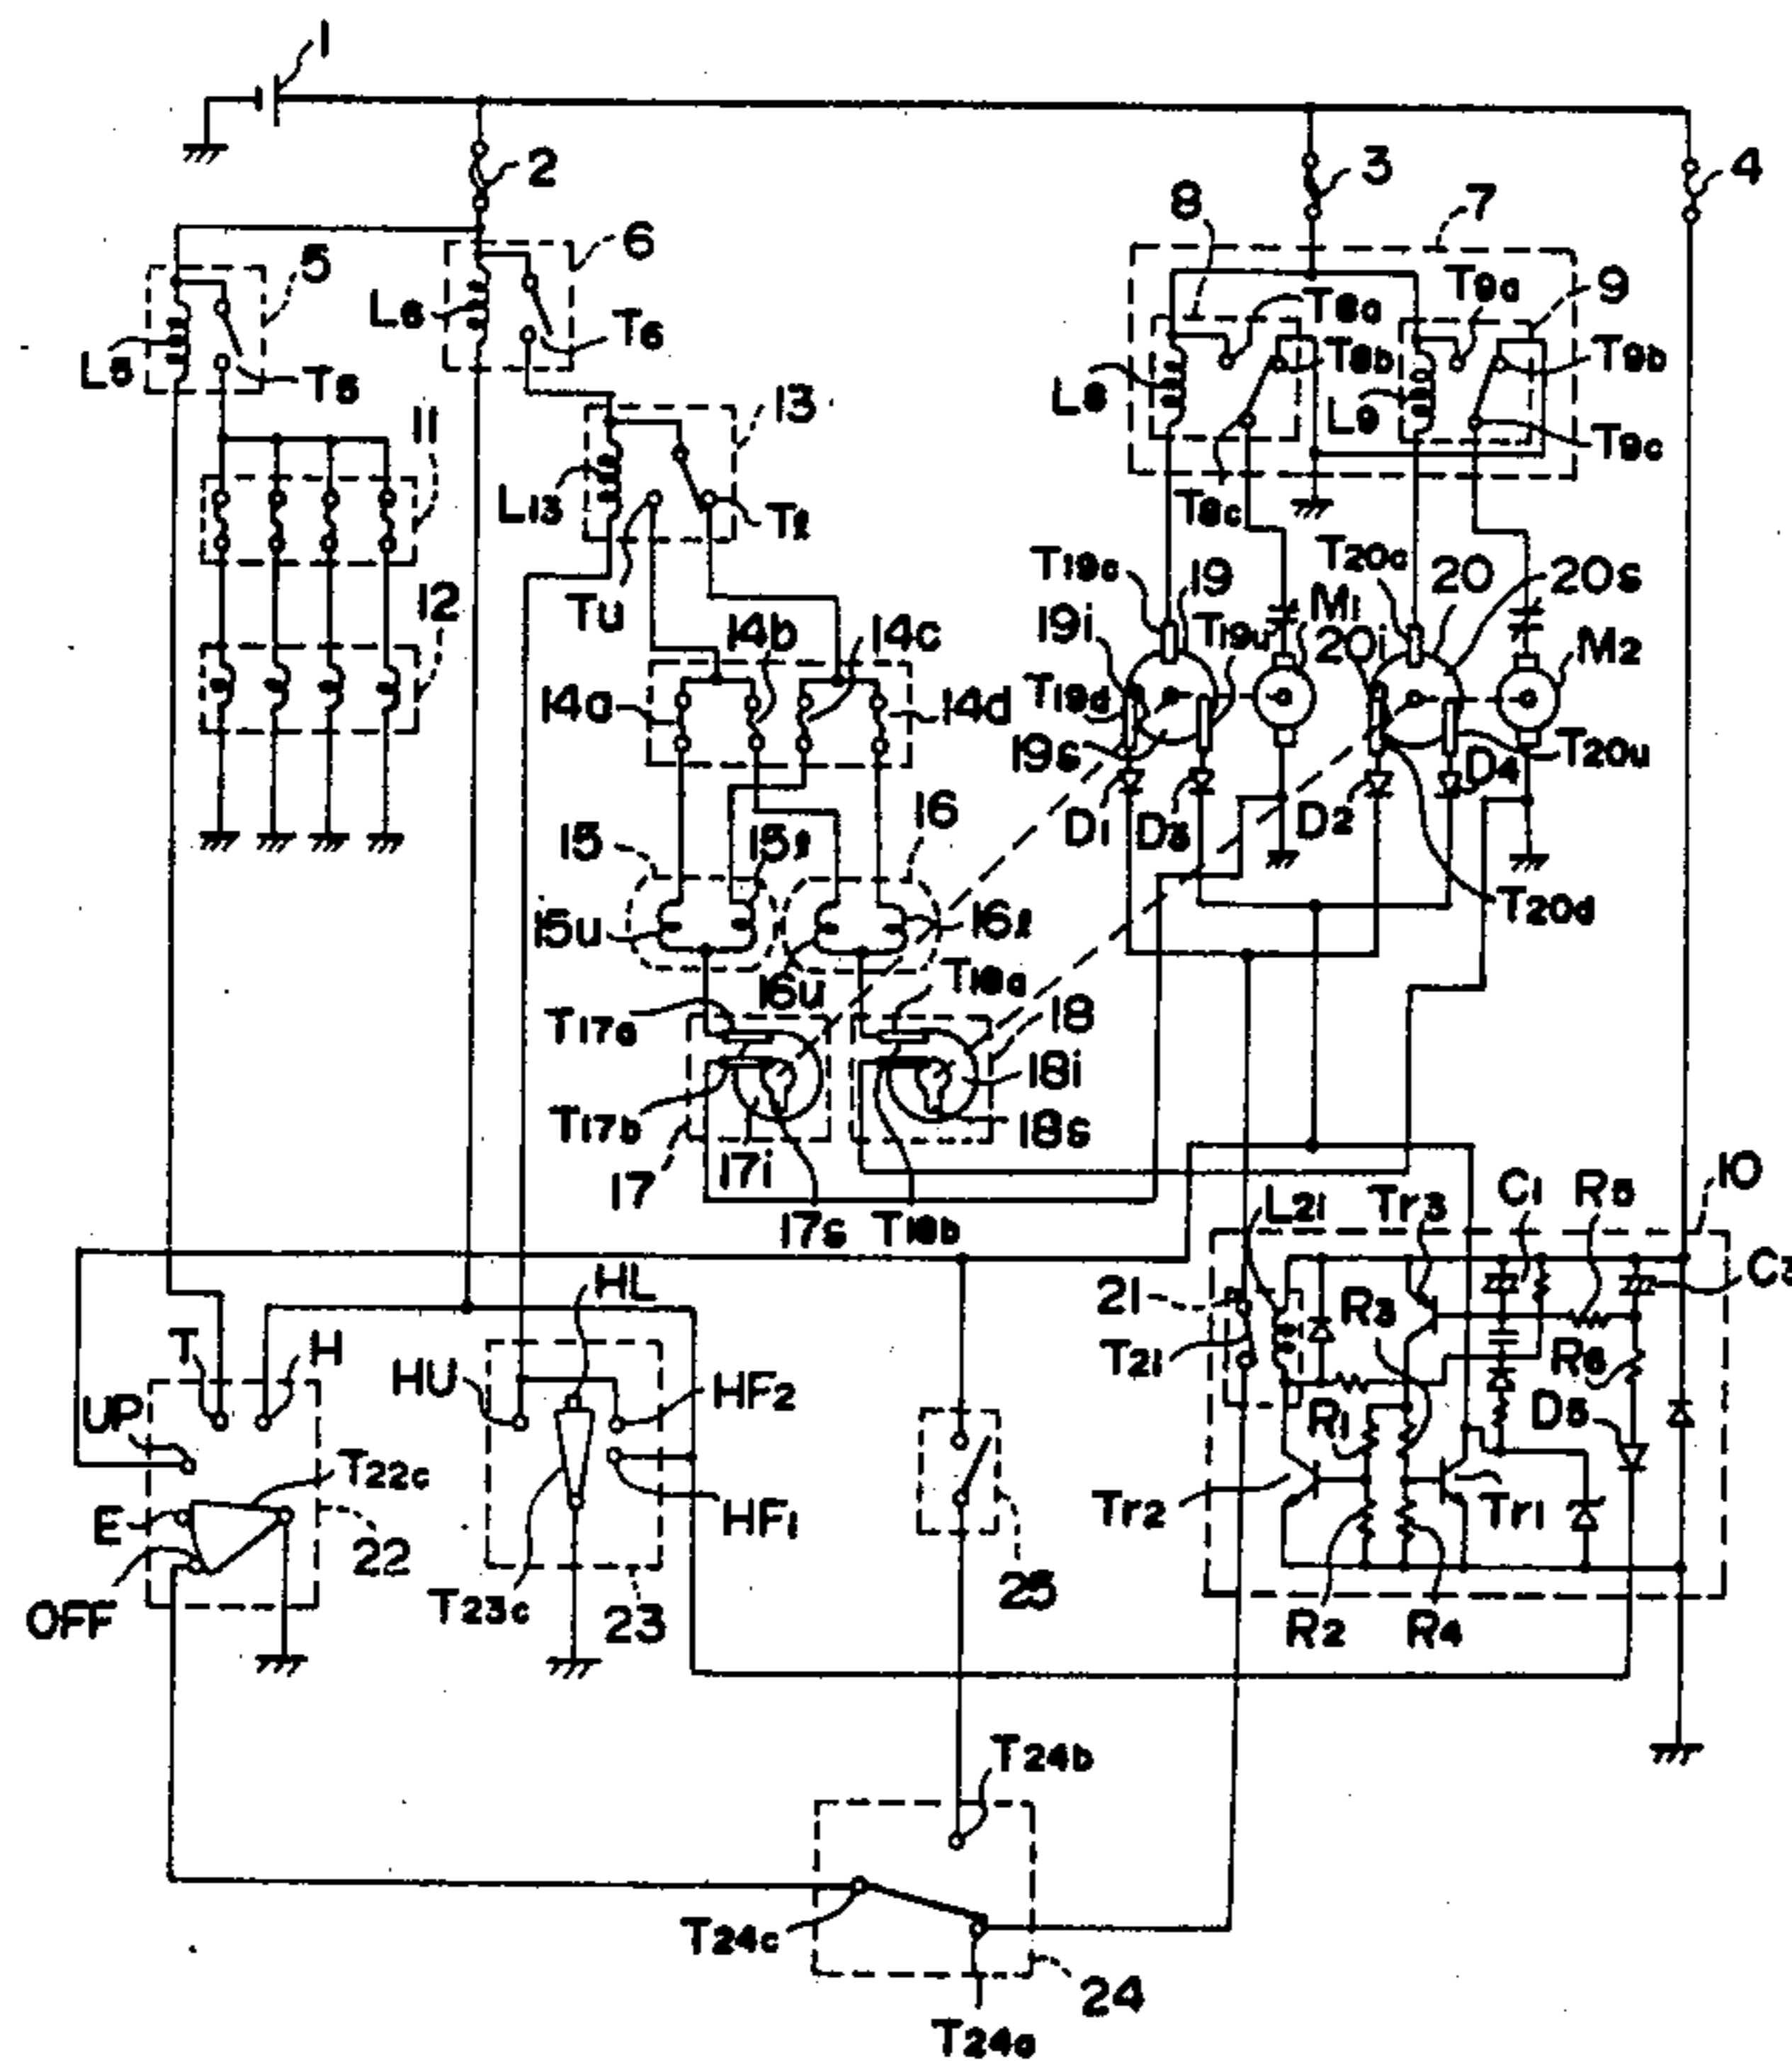 1
2
3
4
5
6
7
8
9
L5
T5
L6
T6
T8a
T9a
L8
T8b
L9
T9b
T9c
T8c
11
13
L13
Tl
TU
12
14b
14c
14a
14d
T19c
19
19i
T19u
M1
T20c
20
20s
20i
M2
T19d
19s
D1
D3
D2
D4
T20u
T20d
15
15l
16
15u
16l
16u
T17a
T18a
18
18i
18s
T17b
17
17i
17s
T18b
L21
Tr3
C1
R5
10
C3
21
T21
R3
R6
HL
T
H
HU
HF2
UP
T22c
E
22
OFF
HF1
T23c
23
25
R1
D5
Tr2
Tr1
R2
R4
T24b
T24c
24
T24a